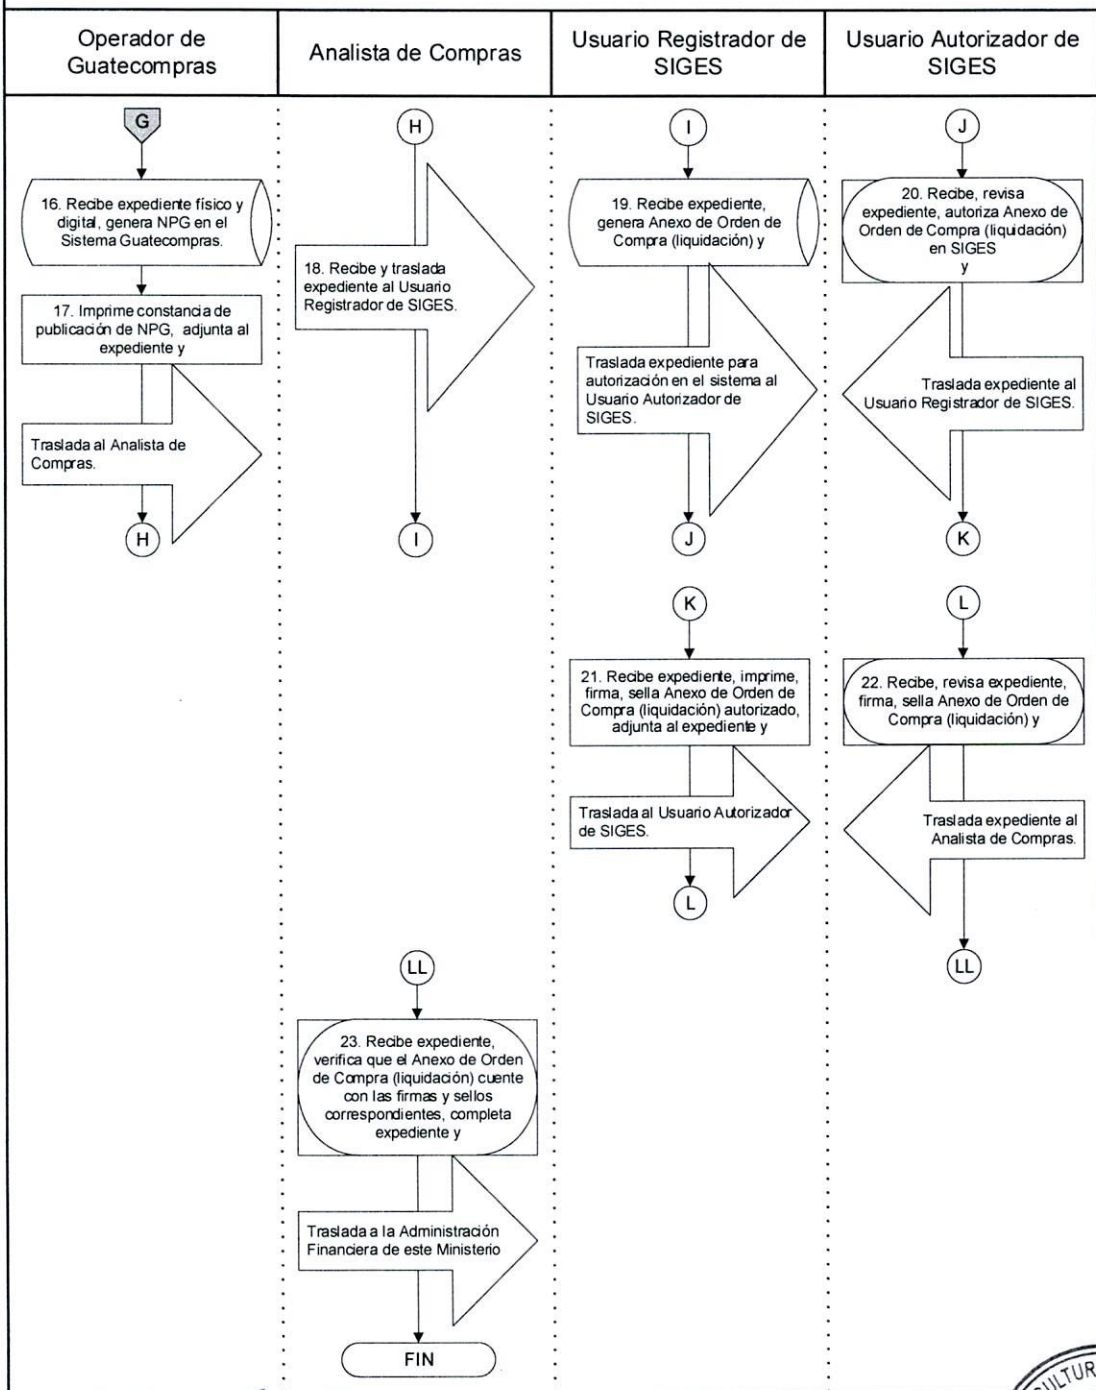 Operador de
Guatecompras
Analista de Compras
Usuario Registrador de
SIGES
Usuario Autorizador de
SIGES
G
16. Recibe expediente físico y
digital, genera NPG en el
Sistema Guatecompras.
17. Imprime constancia de
publicación de NPG, adjunta al
expediente y
Traslada al Analista de
Compras.
H
H
18. Recibe y traslada
expediente al Usuario
Registrador de SIGES.
I
I
19. Recibe expediente,
genera Anexo de Orden de
Compra (liquidación) y
Traslada expediente para
autorización en el sistema al
Usuario Autorizador de
SIGES.
J
J
20. Recibe, revisa
expediente, autoriza Anexo de
Orden de Compra (liquidación)
en SIGES
y
Traslada expediente al
Usuario Registrador de SIGES.
K
K
21. Recibe expediente, imprime,
firma, sella Anexo de Orden de
Compra (liquidación) autorizado,
adjunta al expediente y
Traslada al Usuario Autorizador
de SIGES.
L
L
22. Recibe, revisa expediente,
firma, sella Anexo de Orden de
Compra (liquidación) y
Traslada expediente al
Analista de Compras.
LL
LL
23. Recibe expediente,
verifica que el Anexo de Orden
de Compra (liquidación) cuente
con las firmas y sellos
correspondientes, completa
expediente y
Traslada a la Administración
Financiera de este Ministerio
FIN
CULTUR